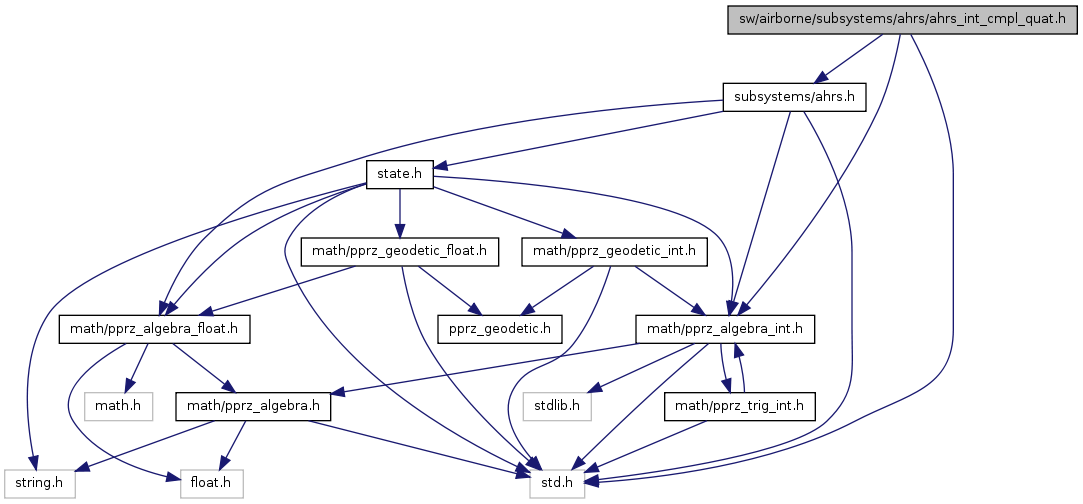 sw/airborne/subsystems/ahrs/ahrs_int_cmpl_quat.h
subsystems/ahrs.h
state.h
math/pprz_geodetic_float.h
math/pprz_geodetic_int.h
math/pprz_algebra_float.h
pprz_geodetic.h
math/pprz_algebra_int.h
math.h
math/pprz_algebra.h
stdlib.h
math/pprz_trig_int.h
string.h
float.h
std.h